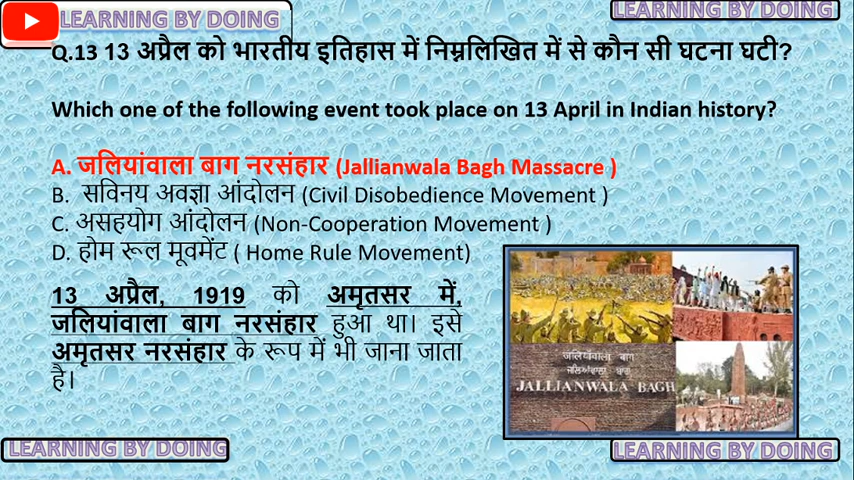 LEARNING BY DOING
LEARNING BY DOING
Q.13 13 अप्रैल को भारतीय इतिहास में निम्नलिखित में से कौन सी घटना घटी?
Which one of the following event took place on 13 April in Indian history?
A. जलियांवाला बाग नरसंहार (Jallianwala Bagh Massacre )
B. सविनय अवज्ञा आंदोलन (Civil Disobedience Movement )
C. असहयोग आंदोलन (Non-Cooperation Movement )
D. होम रूल मूवमेंट ( Home Rule Movement)
13 अप्रैल, 1919 को अमृतसर में,
जलियांवाला बाग नरसंहार हुआ था। इसे
अमृतसर नरसंहार के रूप में भी जाना जाता
है।
जलियांवाला बाग
JALLIANWALA BAGH
LEARNING BY DOING
LEARNING BY DOING